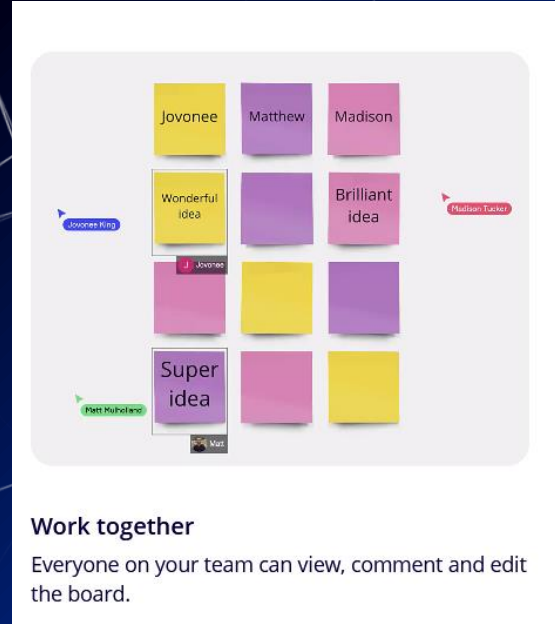 Jovonee
Matthew
Madison
Wonderful
idea
Brilliant
idea
Jovonee King
Madison Tucker
J Jovonee
Super
idea
Matt Mulholland
Matt
Work together
Everyone on your team can view, comment and edit
the board.